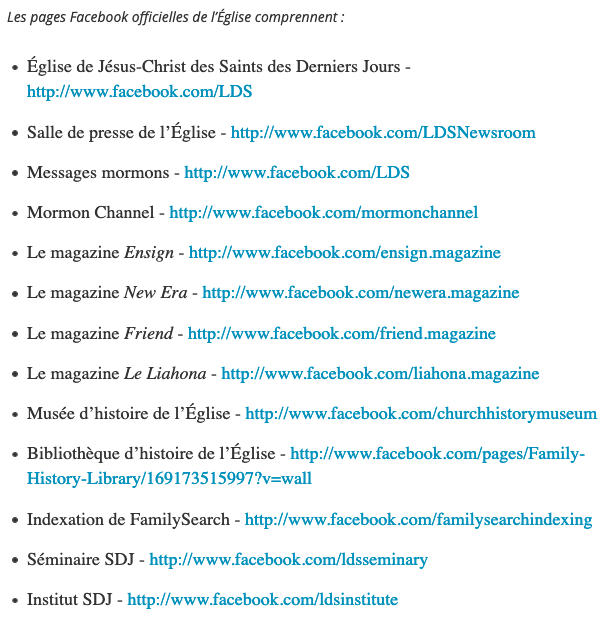 Les pages Facebook officielles de l’Église comprennent :
• Église de Jésus-Christ des Saints des Derniers Jours -
http://www.facebook.com/LDS
• Salle de presse de l’Église - http://www.facebook.com/LDSNewsroom
• Messages mormons - http://www.facebook.com/LDS
• Mormon Channel - http://www.facebook.com/mormonchannel
• Le magazine Ensign - http://www.facebook.com/ensign.magazine
• Le magazine New Era - http://www.facebook.com/newera.magazine
• Le magazine Friend - http://www.facebook.com/friend.magazine
• Le magazine Le Liahona - http://www.facebook.com/liahona.magazine
• Musée d’histoire de l’Église - http://www.facebook.com/churchhistorymuseum
• Bibliothèque d’histoire de l’Église - http://www.facebook.com/pages/Family-
History-Library/169173515997?v=wall
• Indexation de FamilySearch - http://www.facebook.com/familysearchindexing
• Séminaire SDJ - http://www.facebook.com/ldsseminary
• Institut SDJ - http://www.facebook.com/ldsinstitute